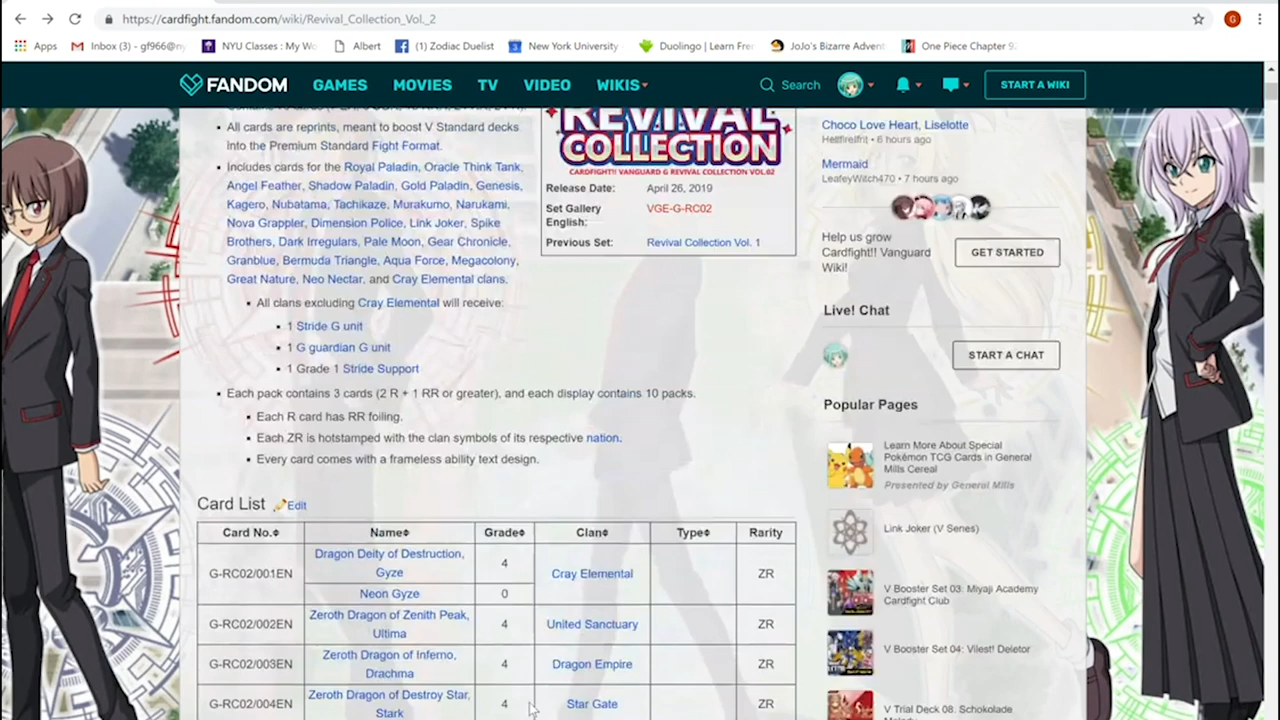 https://cardfight.fandom.com/wiki/Revival_Collection_Vol._2
G
Apps
Inbox (3) - gf966@ny
NYU Classes : My Wo
Albert
(1) Zodiac Duelist
New York University
Duolingo | Learn Fre
JoJo's Bizarre Advent
One Piece Chapter 92
FANDOM
GAMES
MOVIES
TV
VIDEO
WIKIS
Search
START A WIKI
All cards are reprints, meant to boost V Standard decks
into the Premium Standard Fight Format.
Includes cards for the Royal Paladin, Oracle Think Tank,
Angel Feather, Shadow Paladin, Gold Paladin, Genesis,
Kagero, Nubatama, Tachikaze, Murakumo, Narukami,
Nova Grappler, Dimension Police, Link Joker, Spike
Brothers, Dark Irregulars, Pale Moon, Gear Chronicle,
Granblue, Bermuda Triangle, Aqua Force, Megacolony,
Great Nature, Neo Nectar, and Cray Elemental clans.
All clans excluding Cray Elemental will receive:
1 Stride G unit
1 G guardian G unit
1 Grade 1 Stride Support
Each pack contains 3 cards (2 R + 1 RR or greater), and each display contains 10 packs.
Each R card has RR foiling.
Each ZR is hotstamped with the clan symbols of its respective nation.
Every card comes with a frameless ability text design.
REVIVAL
COLLECTION
CARDFIGHT!! VANGUARD G REVIVAL COLLECTION VOL.02
Release Date: April 26, 2019
Set Gallery VGE-G-RC02
English:
Previous Set: Revival Collection Vol. 1
Card List Edit
Card No. Name Grade Clan Type Rarity
G-RC02/001EN Dragon Deity of Destruction, Gyze 4 Cray Elemental ZR
Neon Gyze 0
G-RC02/002EN Zeroth Dragon of Zenith Peak, Ultima 4 United Sanctuary ZR
G-RC02/003EN Zeroth Dragon of Inferno, Drachma 4 Dragon Empire ZR
G-RC02/004EN Zeroth Dragon of Destroy Star, Stark 4 Star Gate ZR
Choco Love Heart, Liselotte
Hellfirelfrit • 6 hours ago
Mermaid
LeafeyWitch470 • 7 hours ago
Help us grow
Cardfight!! Vanguard
Wiki!
GET STARTED
Live! Chat
START A CHAT
Popular Pages
Learn More About Special
Pokémon TCG Cards in General
Mills Cereal
Presented by General Mills
Link Joker (V Series)
V Booster Set 03: Miyaji Academy
Cardfight Club
V Booster Set 04: Vilest! Deletor
V Trial Deck 08: Schokolade